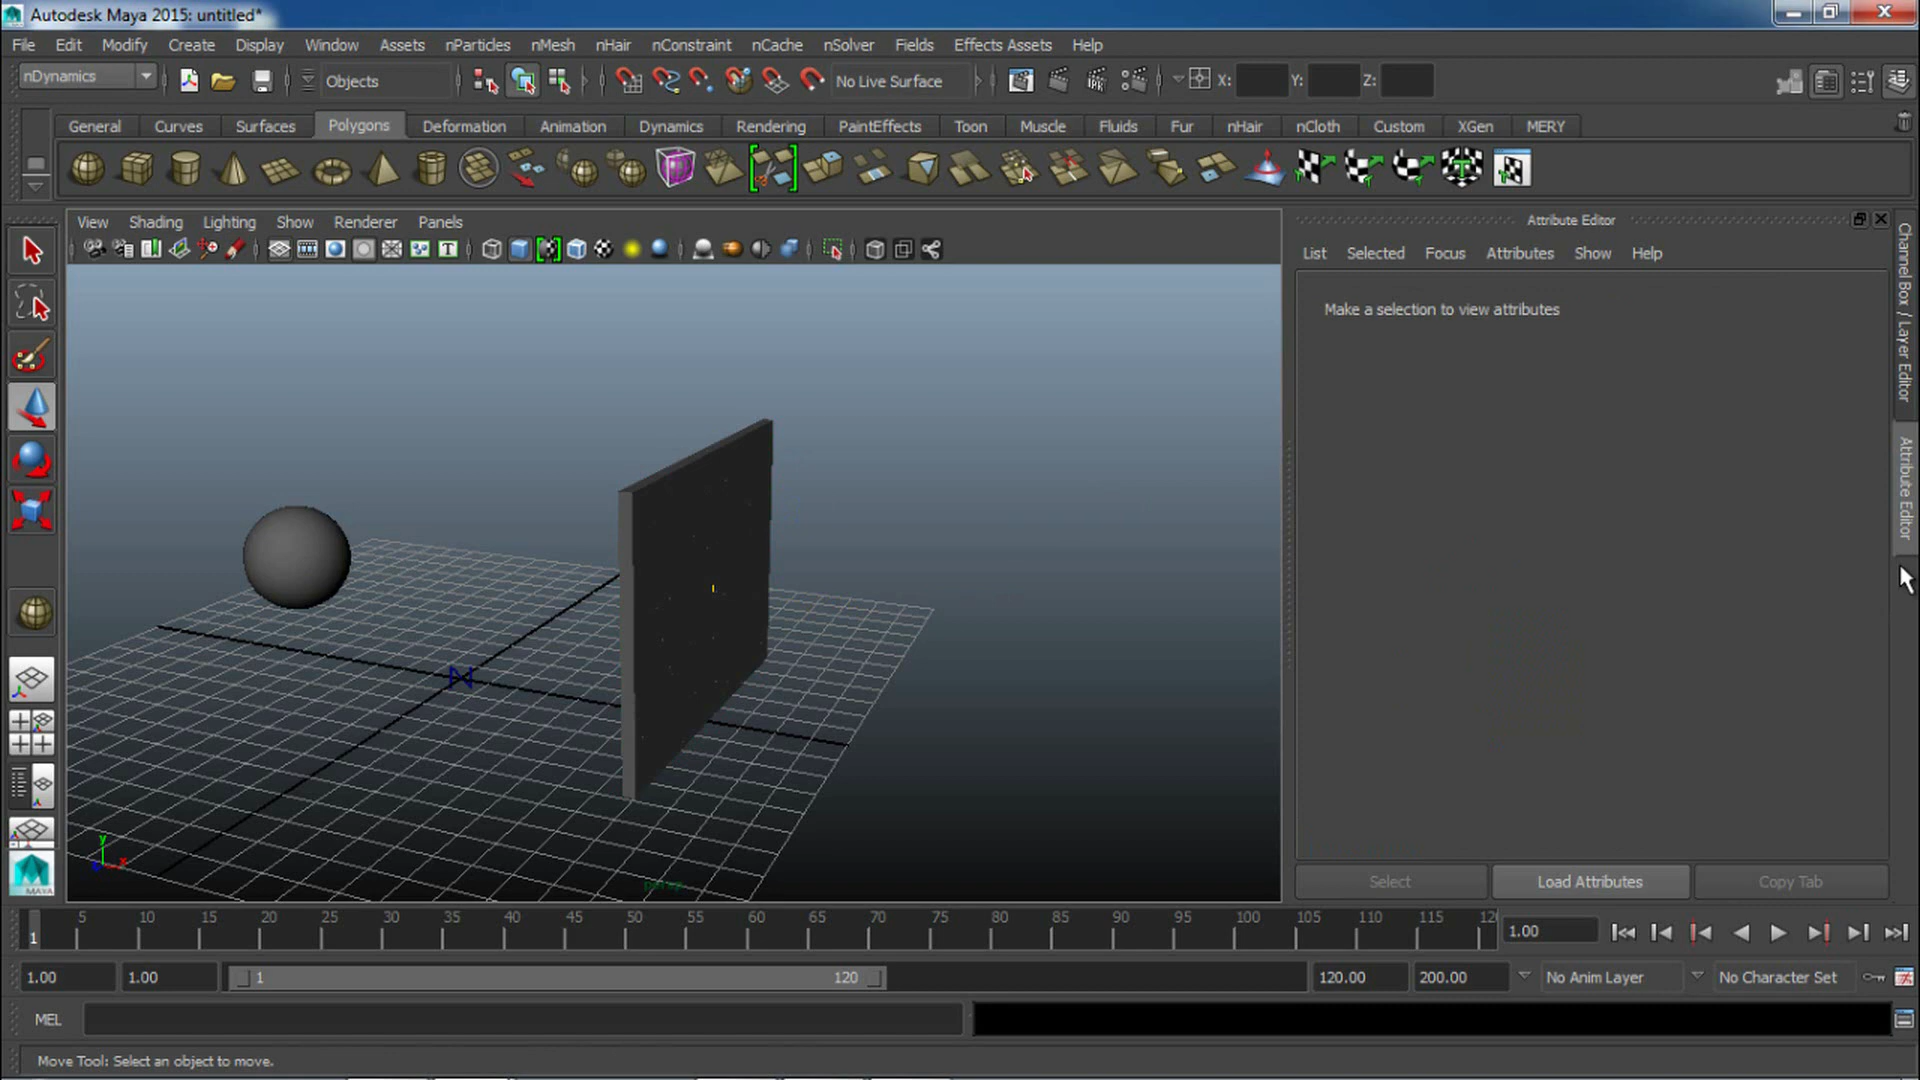 Autodesk Maya 2015: untitled*
File Edit Modify Create Display Window Assets nParticles nMesh nHair nConstraint nCache nSolver Fields Effects Assets Help
nDynamics Objects No Live Surface X: Y: Z:
General Curves Surfaces Polygons Deformation Animation Dynamics Rendering PaintEffects Toon Muscle Fluids Fur nHair nCloth Custom XGen MERY
View Shading Lighting Show Renderer Panels
Attribute Editor
List Selected Focus Attributes Show Help
Make a selection to view attributes
Channel Box / Layer Editor
Attribute Editor
y
x
persp
MAYA
Select Load Attributes Copy Tab
5 10 15 20 25 30 35 40 45 50 55 60 65 70 75 80 85 90 95 100 105 110 115 12
1
1.00
1.00 1.00 1 120 120.00 200.00 No Anim Layer No Character Set
MEL
Move Tool: Select an object to move.